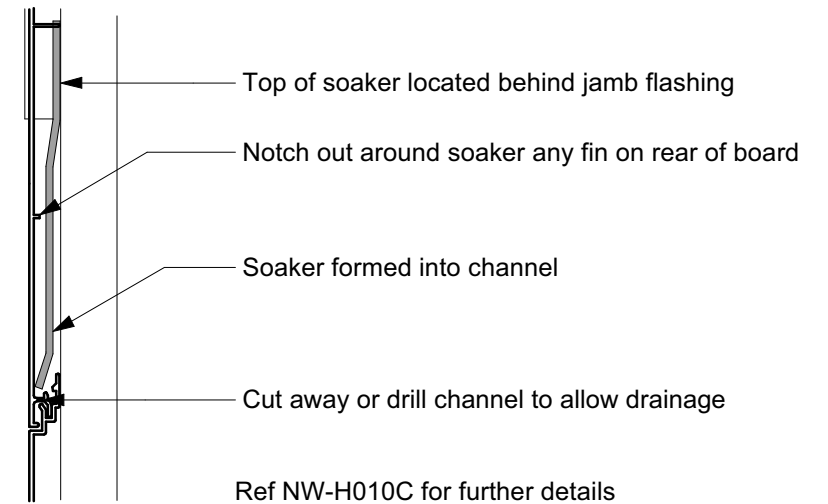 Top of soaker located behind jamb flashing
Notch out around soaker any fin on rear of board
Soaker formed into channel
Cut away or drill channel to allow drainage
Ref NW-H010C for further details